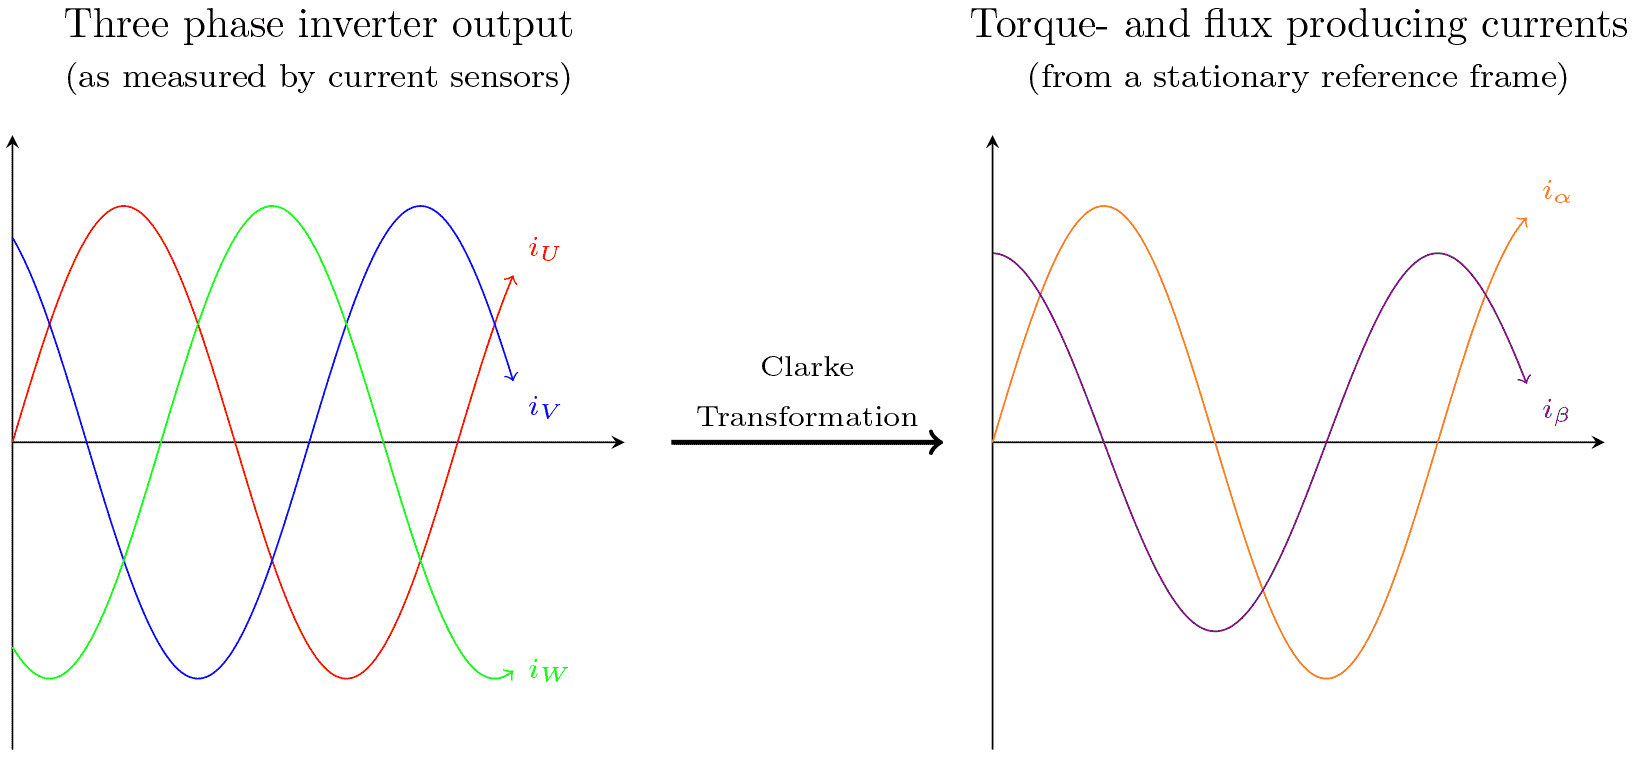 Three phase inverter output
(as measured by current sensors)
Torque- and flux producing currents
(from a stationary reference frame)
i_U
i_V
i_W
Clarke
Transformation
i_α
i_β